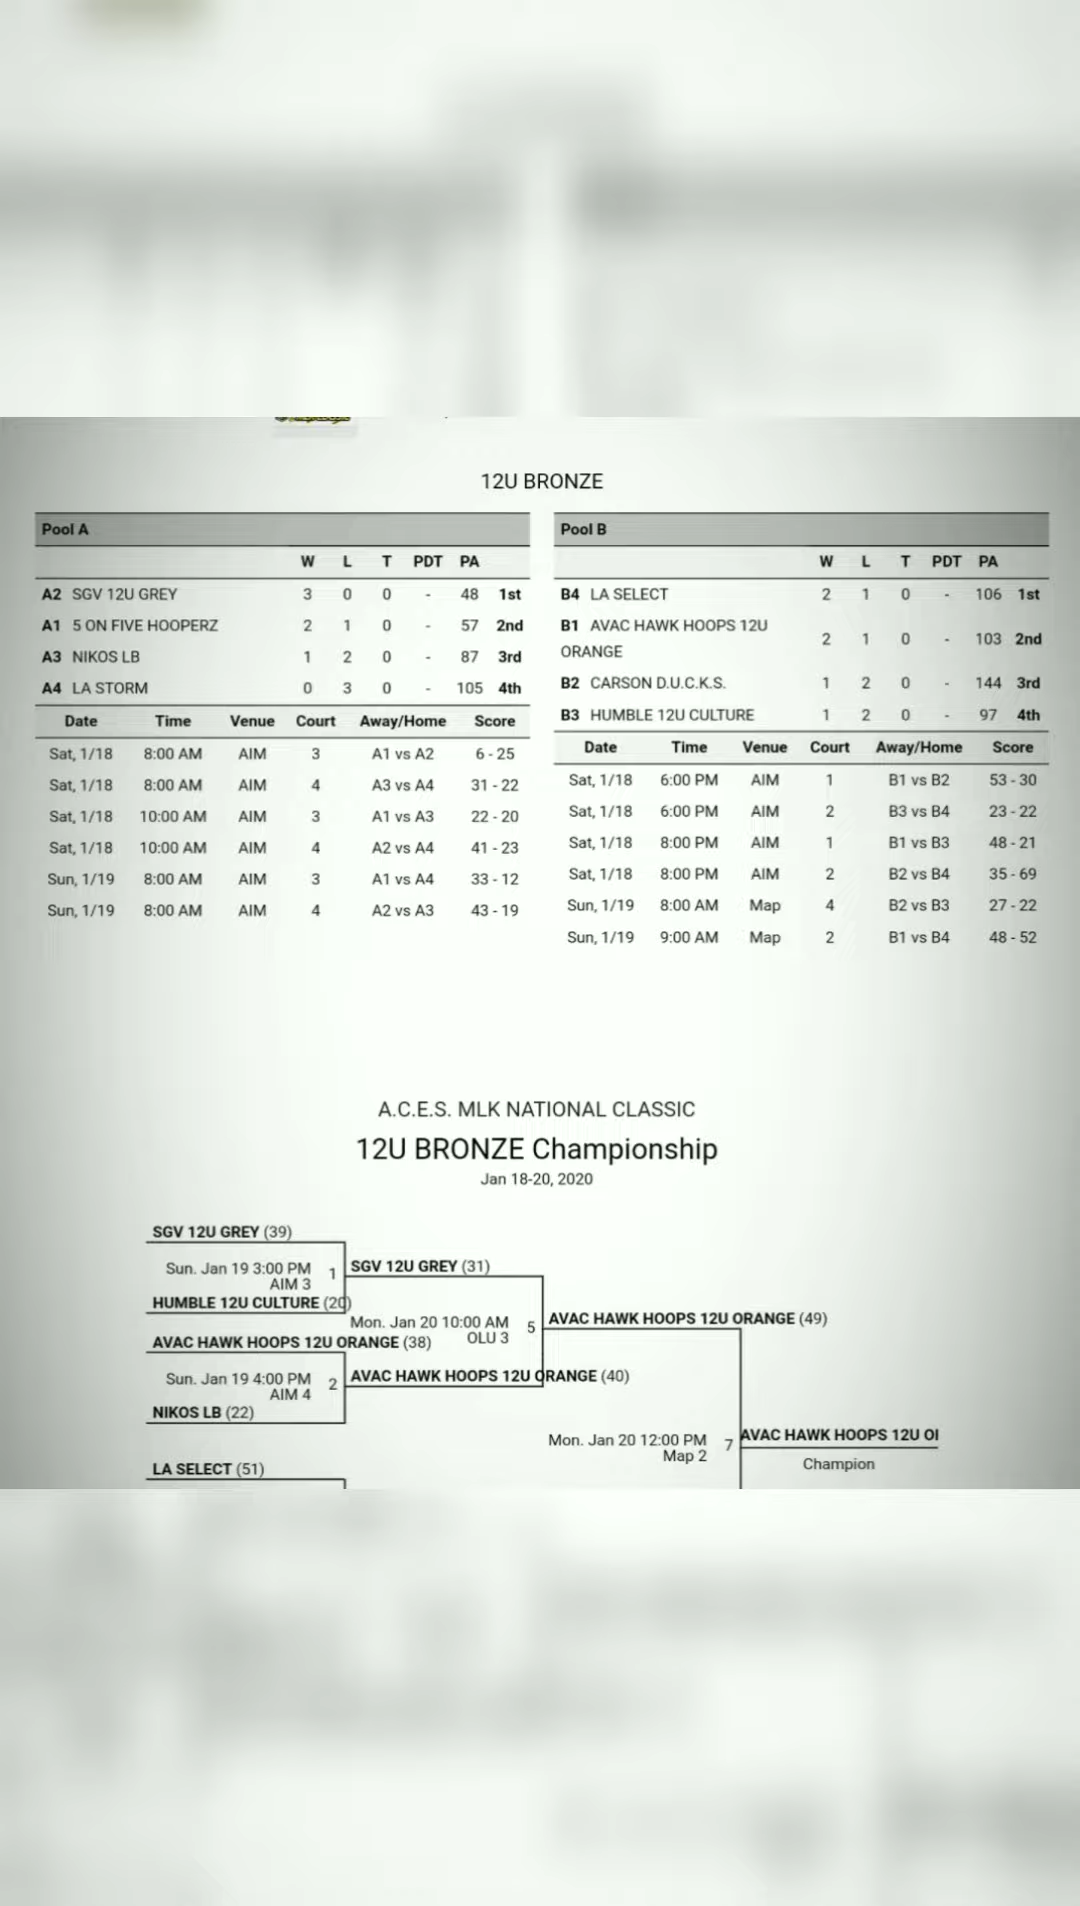 12U BRONZE
Pool A
W L T PDT PA
A2 SGV 12U GREY 3 0 0 - 48 1st
A1 5 ON FIVE HOOPERZ 2 1 0 - 57 2nd
A3 NIKOS LB 1 2 0 - 87 3rd
A4 LA STORM 0 3 0 - 105 4th
Date Time Venue Court Away/Home Score
Sat, 1/18 8:00 AM AIM 3 A1 vs A2 6 - 25
Sat, 1/18 8:00 AM AIM 4 A3 vs A4 31 - 22
Sat, 1/18 10:00 AM AIM 3 A1 vs A3 22 - 20
Sat, 1/18 10:00 AM AIM 4 A2 vs A4 41 - 23
Sun, 1/19 8:00 AM AIM 3 A1 vs A4 33 - 12
Sun, 1/19 8:00 AM AIM 4 A2 vs A3 43 - 19
Pool B
W L T PDT PA
B4 LA SELECT 2 1 0 - 106 1st
B1 AVAC HAWK HOOPS 12U
ORANGE 2 1 0 - 103 2nd
B2 CARSON D.U.C.K.S. 1 2 0 - 144 3rd
B3 HUMBLE 12U CULTURE 1 2 0 - 97 4th
Date Time Venue Court Away/Home Score
Sat, 1/18 6:00 PM AIM 1 B1 vs B2 53 - 30
Sat, 1/18 6:00 PM AIM 2 B3 vs B4 23 - 22
Sat, 1/18 8:00 PM AIM 1 B1 vs B3 48 - 21
Sat, 1/18 8:00 PM AIM 2 B2 vs B4 35 - 69
Sun, 1/19 8:00 AM Map 4 B2 vs B3 27 - 22
Sun, 1/19 9:00 AM Map 2 B1 vs B4 48 - 52
A.C.E.S. MLK NATIONAL CLASSIC
12U BRONZE Championship
Jan 18-20, 2020
SGV 12U GREY (39)
Sun. Jan 19 3:00 PM 1
AIM 3
HUMBLE 12U CULTURE (20)
SGV 12U GREY (31)
Mon. Jan 20 10:00 AM 5
OLU 3
AVAC HAWK HOOPS 12U ORANGE (49)
AVAC HAWK HOOPS 12U ORANGE (38)
Sun. Jan 19 4:00 PM 2
AIM 4
AVAC HAWK HOOPS 12U ORANGE (40)
NIKOS LB (22)
Mon. Jan 20 12:00 PM 7
Map 2
AVAC HAWK HOOPS 12U OI
Champion
LA SELECT (51)